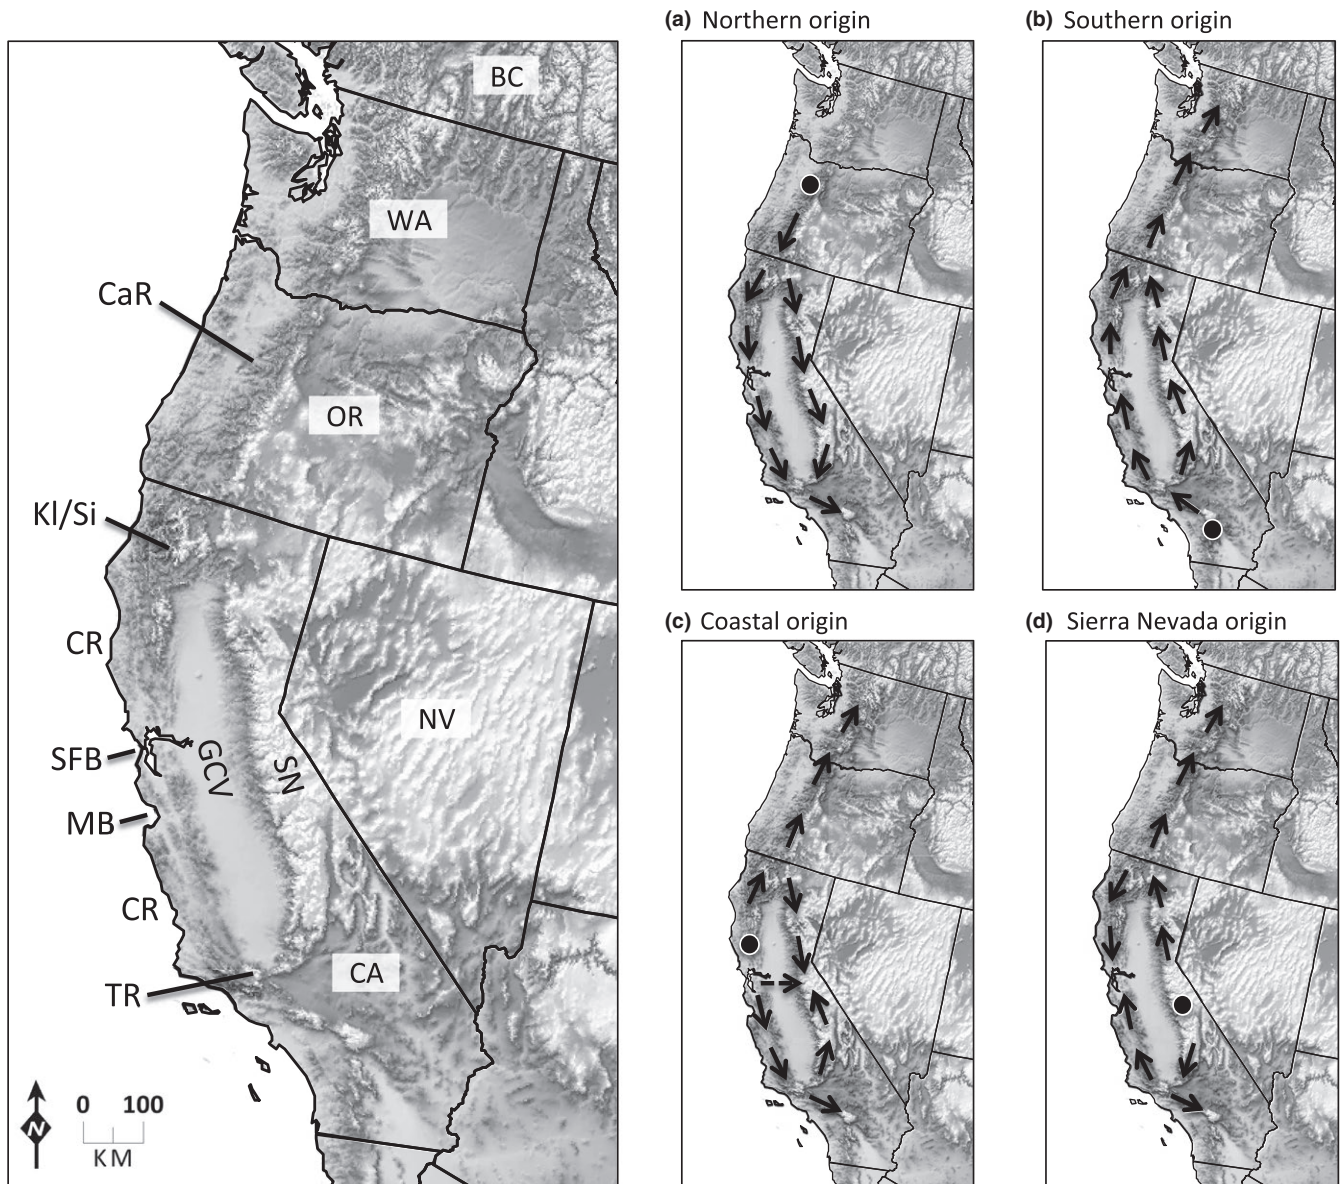 (a) Northern origin
(b) Southern origin
BC
WA
CaR
OR
Kl/Si
CR
NV
SFB
GCV
SN
MB
CR
CA
TR
0 100
KM
N
(c) Coastal origin
(d) Sierra Nevada origin